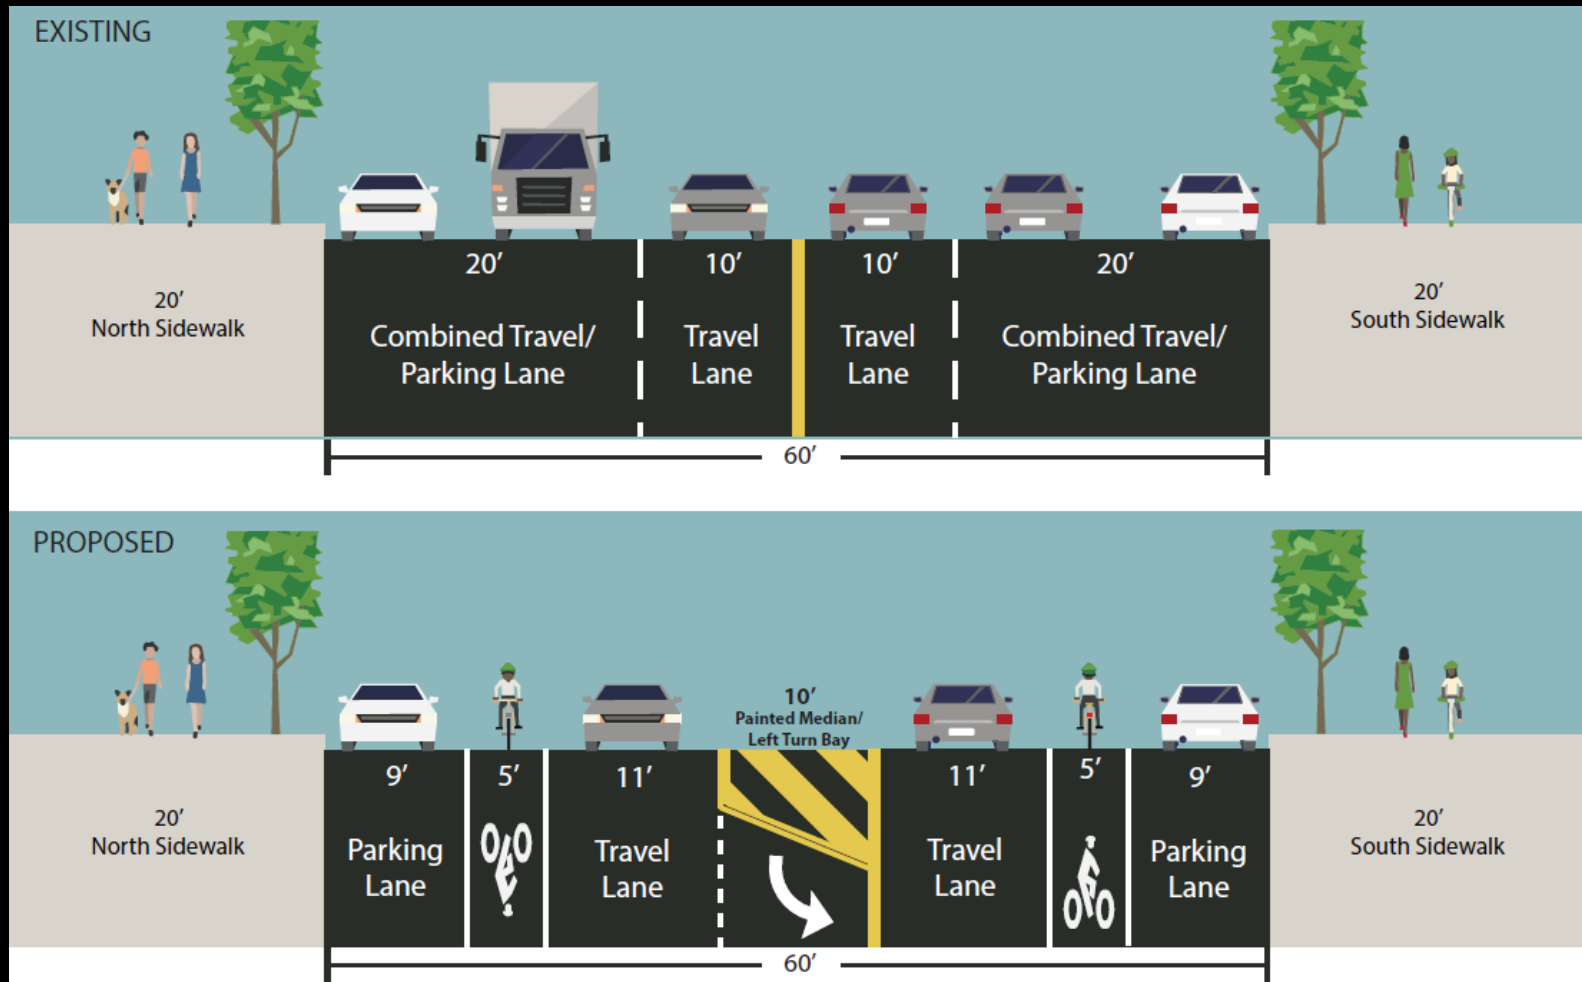 EXISTING
20’
North Sidewalk
20’
Combined Travel/
Parking Lane
10’
Travel
Lane
10’
Travel
Lane
20’
Combined Travel/
Parking Lane
20’
South Sidewalk
60’
PROPOSED
20’
North Sidewalk
9’
Parking
Lane
5’
11’
Travel
Lane
10’
Painted Median/
Left Turn Bay
11’
Travel
Lane
5’
9’
Parking
Lane
20’
South Sidewalk
60’